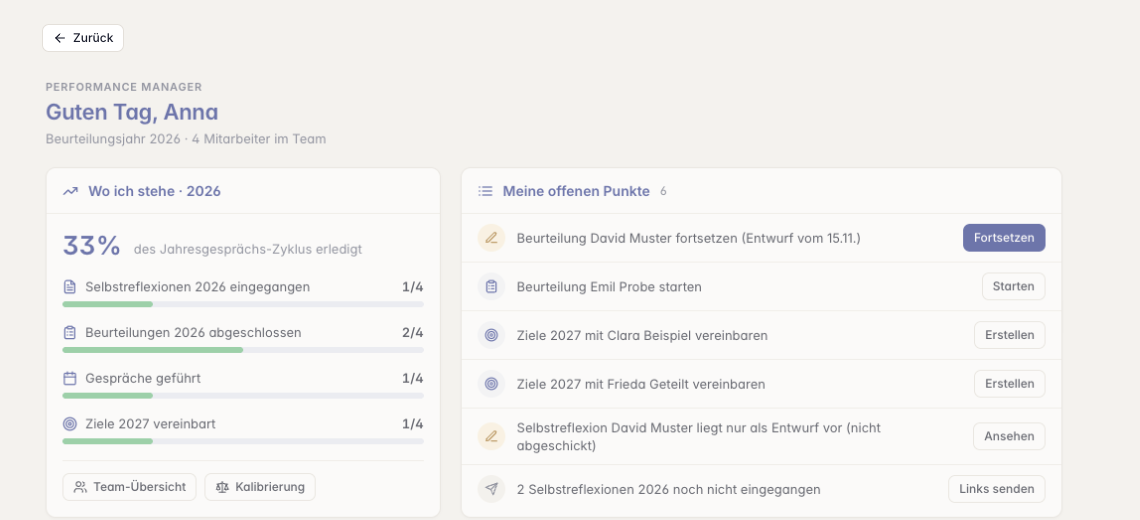 Zurück
PERFORMANCE MANAGER
Guten Tag, Anna
Beurteilungsjahr 2026 · 4 Mitarbeiter im Team
Wo ich stehe · 2026
33% des Jahresgesprächs-Zyklus erledigt
Selbstreflexionen 2026 eingegangen 1/4
Beurteilungen 2026 abgeschlossen 2/4
Gespräche geführt 1/4
Ziele 2027 vereinbart 1/4
Team-Übersicht Kalibrierung
Meine offenen Punkte 6
Beurteilung David Muster fortsetzen (Entwurf vom 15.11.) Fortsetzen
Beurteilung Emil Probe starten Starten
Ziele 2027 mit Clara Beispiel vereinbaren Erstellen
Ziele 2027 mit Frieda Geteilt vereinbaren Erstellen
Selbstreflexion David Muster liegt nur als Entwurf vor (nicht
abgeschickt) Ansehen
2 Selbstreflexionen 2026 noch nicht eingegangen Links senden